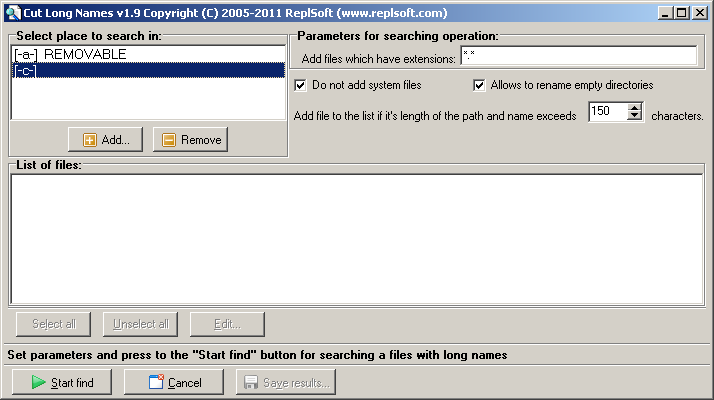 Cut Long Names v1.9 Copyright (C) 2005-2011 ReplSoft (www.replsoft.com)
Select place to search in:
[-a-] REMOVABLE
[-c-]
Add...
Remove
Parameters for searching operation:
Add files which have extensions: *.*
Do not add system files
Allows to rename empty directories
Add file to the list if it's length of the path and name exceeds 150 characters.
List of files:
Select all
Unselect all
Edit...
Set parameters and press to the "Start find" button for searching a files with long names
Start find
Cancel
Save results...